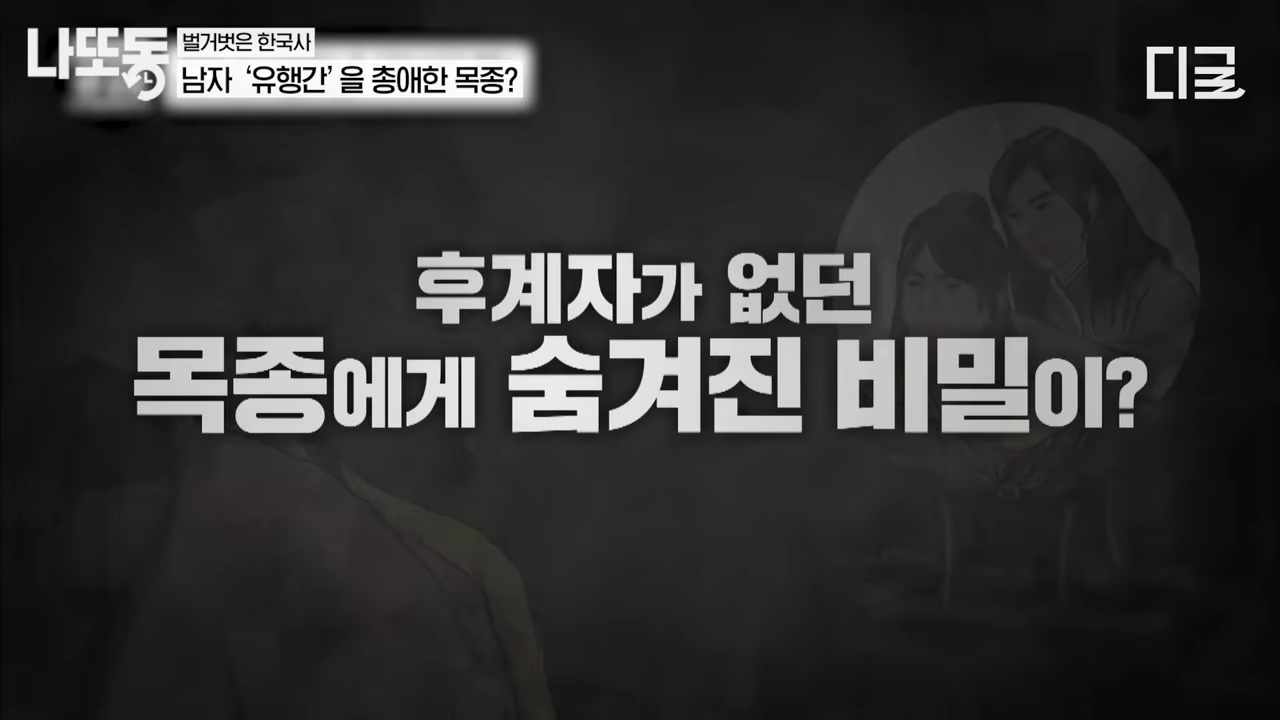 나또동
벌거벗은 한국사
남자 ‘유행간’을 총애한 목종?
디글
후계자가 없던
목종에게 숨겨진 비밀이?